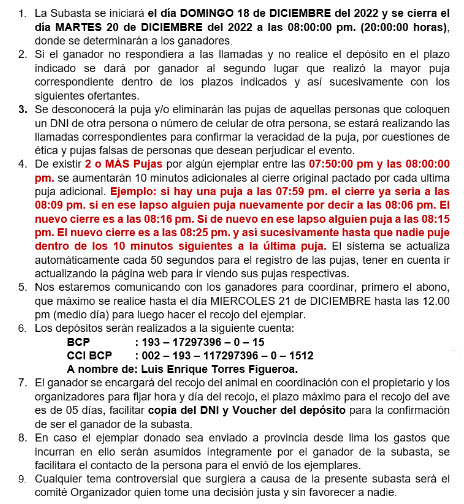 1. La Subasta se iniciará el día DOMINGO 18 de DICIEMBRE del 2022 y se cierra el
día MARTES 20 de DICIEMBRE del 2022 a las 08:00:00 pm. (20:00:00 horas),
donde se determinarán a los ganadores.
2. Si el ganador no respondiera a las llamadas y no realice el depósito en el plazo
indicado se dará por ganador al segundo lugar que realizó la mayor puja
correspondiente dentro de los plazos indicados y así sucesivamente con los
siguientes ofertantes.
3. Se desconocerá la puja y/o eliminarán las pujas de aquellas personas que coloquen
un DNI de otra persona o número de celular de otra persona, se estará realizando las
llamadas correspondientes para confirmar la veracidad de la puja, por cuestiones de
ética y pujas falsas de personas que desean perjudicar el evento.
4. De existir 2 o MÁS Pujas por algún ejemplar entre las 07:50:00 pm y las 08:00:00
pm. se aumentarán 10 minutos adicionales al cierre original pactado por cada ultima
puja adicional. Ejemplo: si hay una puja a las 07:59 pm. el cierre ya sería a las
08:09 pm. si en ese lapso alguien puja nuevamente por decir a las 08:06 pm. El
nuevo cierre es a las 08:16 pm. Si de nuevo en ese lapso alguien puja a las 08:15
pm. El nuevo cierre es a las 08:25 pm. y así sucesivamente hasta que nadie puje
dentro de los 10 minutos siguientes a la última puja. El sistema se actualiza
automáticamente cada 50 segundos para el registro de las pujas, tener en cuenta ir
actualizando la página web para ir viendo sus pujas respectivas.
5. Nos estaremos comunicando con los ganadores para coordinar, primero el abono,
que máximo se realice hasta el día MIERCOLES 21 de DICIEMBRE hasta las 12.00
pm (medio día) para luego hacer el recojo del ejemplar.
6. Los depósitos serán realizados a la siguiente cuenta:
BCP : 193 – 17297396 – 0 – 15
CCI BCP : 002 – 193 – 117297396 – 0 – 1512
A nombre de: Luis Enrique Torres Figueroa.
7. El ganador se encargará del recojo del animal en coordinación con el propietario y los
organizadores para fijar hora y día del recojo, el plazo máximo para el recojo del ave
es de 05 días, facilitar copia del DNI y Voucher del depósito para la confirmación
de ser el ganador de la subasta.
8. En caso el ejemplar donado sea enviado a provincia desde lima los gastos que
incurran en ello serán asumidos íntegramente por el ganador de la subasta, se
facilitara el contacto de la persona para el envió de los ejemplares.
9. Cualquier tema controversial que surgiera a causa de la presente subasta será el
comité Organizador quien tome una decisión justa y sin favorecer a nadie.